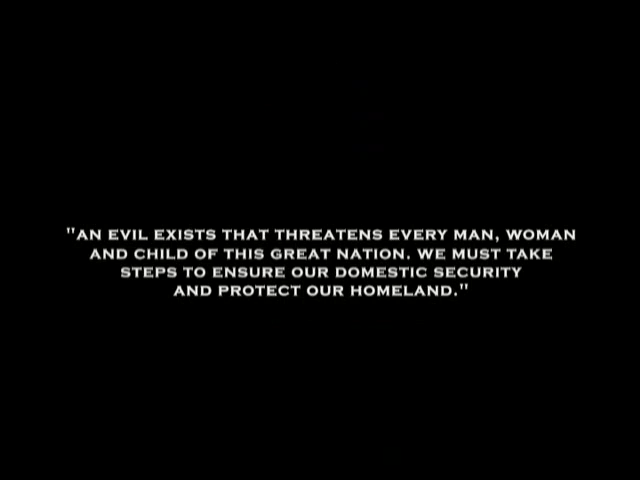 "AN EVIL EXISTS THAT THREATENS EVERY MAN, WOMAN
AND CHILD OF THIS GREAT NATION. WE MUST TAKE
STEPS TO ENSURE OUR DOMESTIC SECURITY
AND PROTECT OUR HOMELAND."